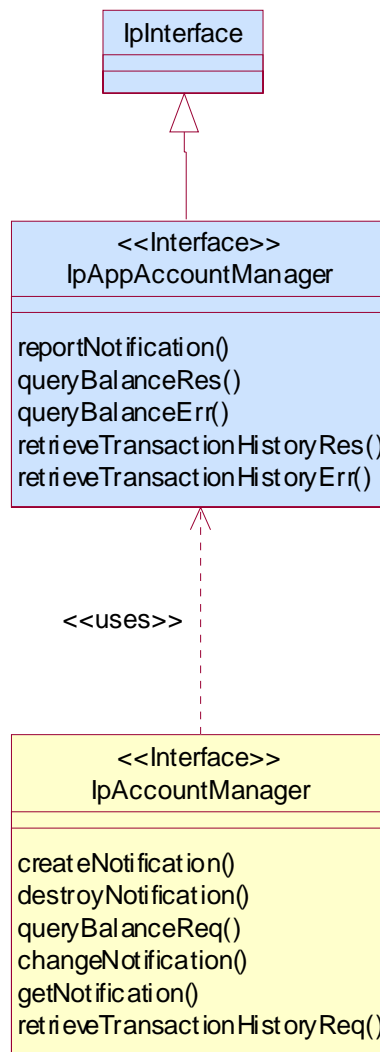 IpInterface
<<Interface>>
IpAppAccountManager
reportNotification()
queryBalanceRes()
queryBalanceErr()
retrieveTransactionHistoryRes()
retrieveTransactionHistoryErr()
<<uses>>
<<Interface>>
IpAccountManager
createNotification()
destroyNotification()
queryBalanceReq()
changeNotification()
getNotification()
retrieveTransactionHistoryReq()